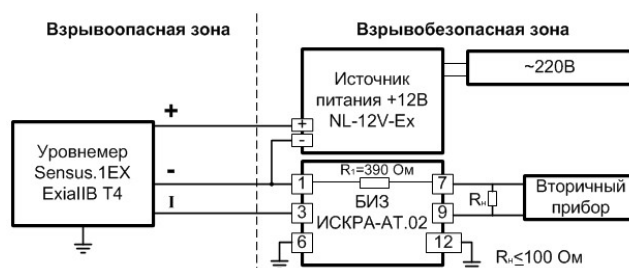 Взрывоопасная зона
Взрывобезопасная зона
Источник
питания +12В
NL-12V-Ex
~220В
+
+
-
Уровнемер
Sensus.1EX
ExiaIIB T4
-
I
1
R₁=390 Ом
7
3
БИЗ
ИСКРА-АТ.02
9
6
12
Rн
Вторичный
прибор
Rн≤100 Ом